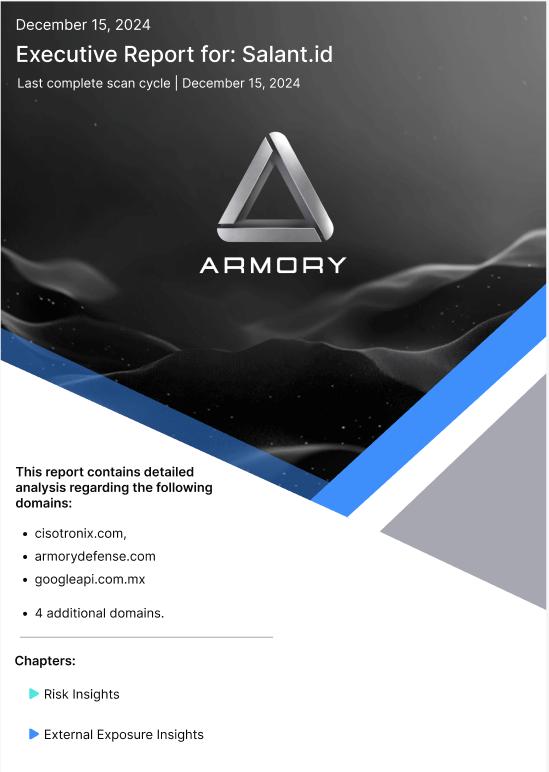 December 15, 2024
Executive Report for: Salant.id
Last complete scan cycle | December 15, 2024
ARMORY
This report contains detailed
analysis regarding the following
domains:
• cisotronix.com,
• armorydefense.com
• googleapi.com.mx
• 4 additional domains.
Chapters:
Risk Insights
External Exposure Insights